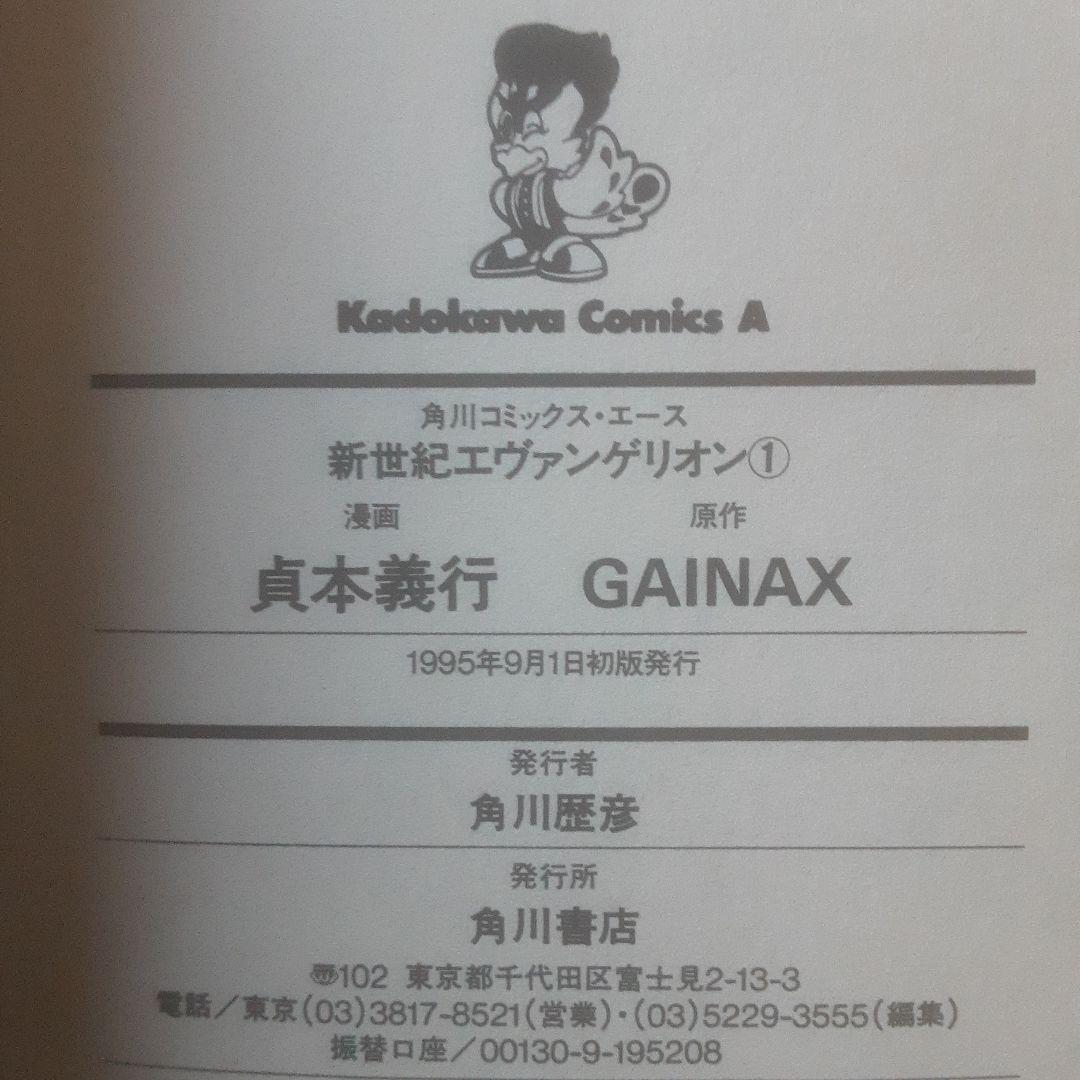 Kadokawa Comics A
角川コミックス・エース
新世紀エヴァンゲリオン①
漫画 原作
貞本義行 GAINAX
1995年9月1日初版発行
発行者
角川歴彦
発行所
角川書店
〠102 東京都千代田区富士見2-13-3
電話／東京(03)3817-8521(営業)・(03)5229-3555(編集)
振替口座／00130-9-195208